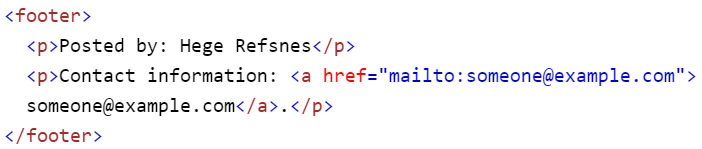 <footer>
  <p>Posted by: Hege Refsnes</p>
  <p>Contact information: <a href="mailto:someone@example.com">
  someone@example.com</a>.</p>
</footer>